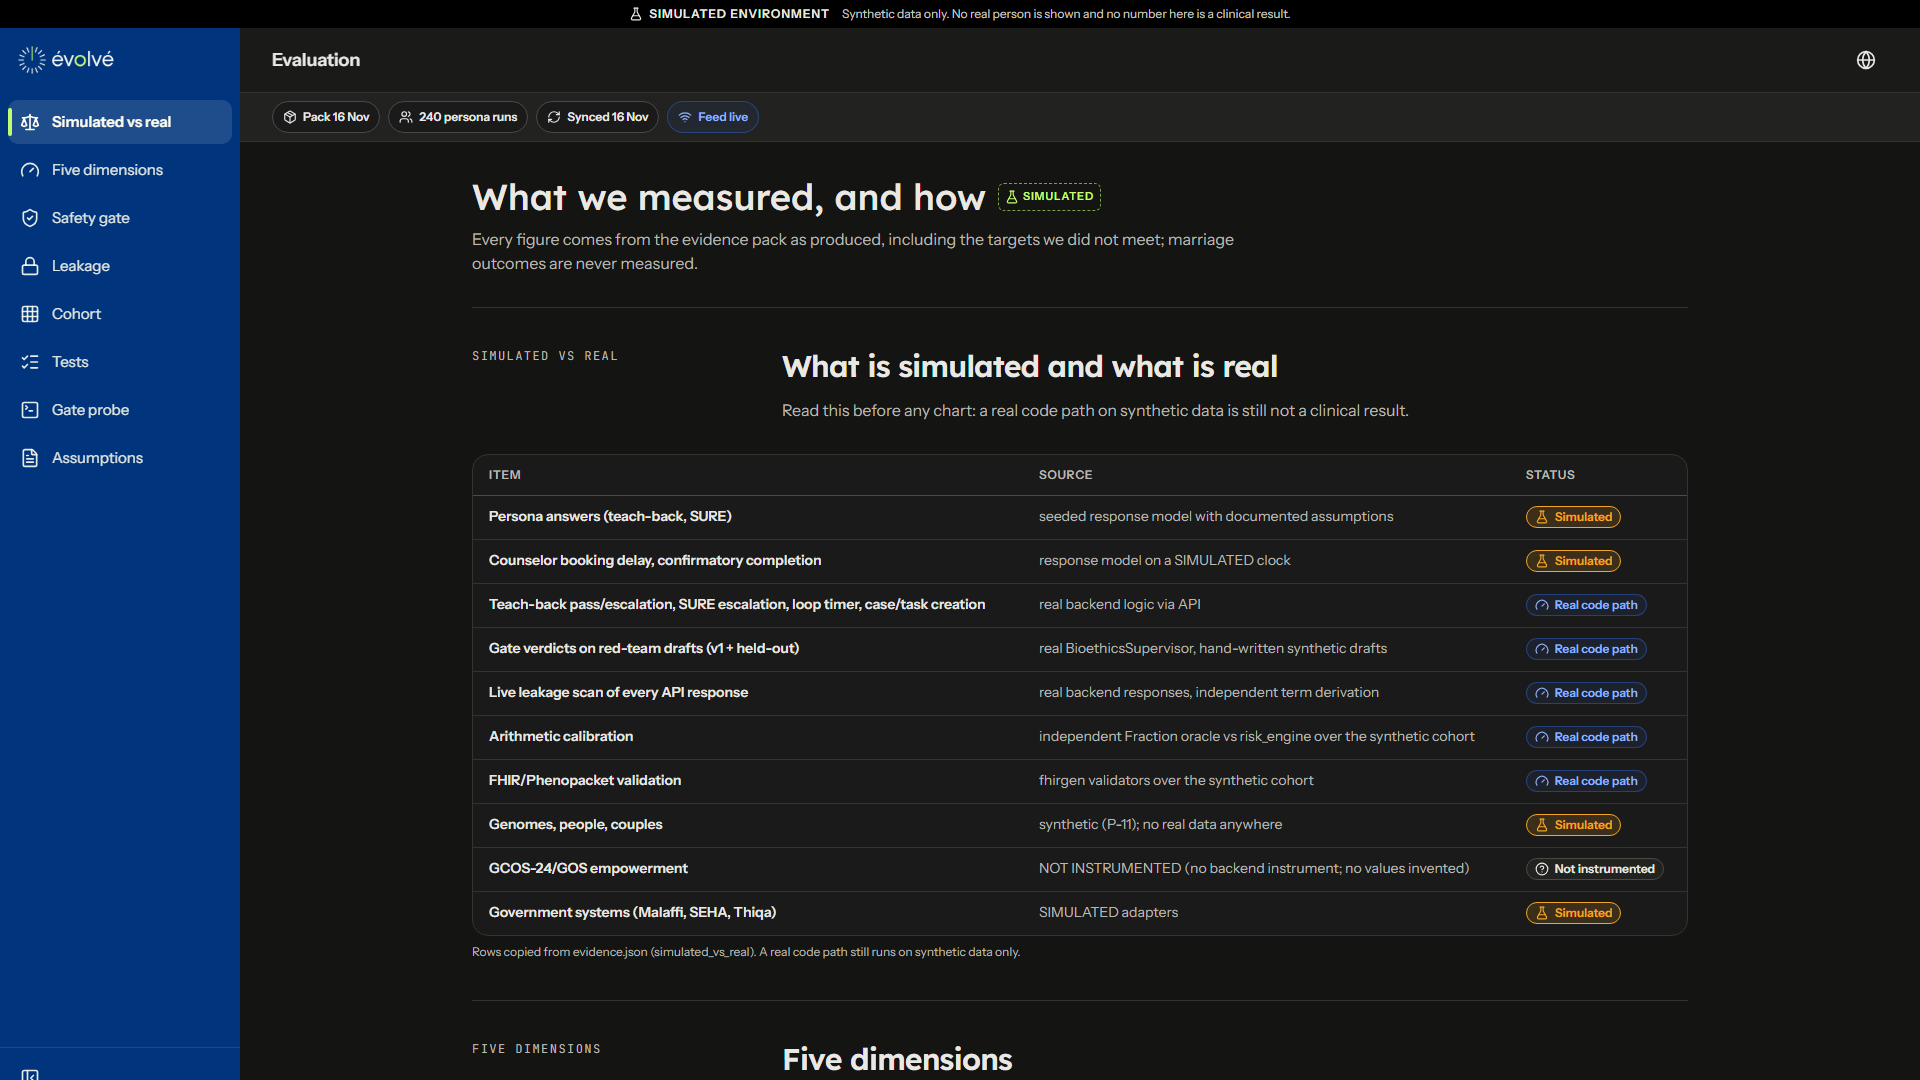 SIMULATED ENVIRONMENT Synthetic data only. No real person is shown and no number here is a clinical result.
évolvé
Evaluation
Simulated vs real
Five dimensions
Safety gate
Leakage
Cohort
Tests
Gate probe
Assumptions
Pack 16 Nov
240 persona runs
Synced 16 Nov
Feed live
What we measured, and how
SIMULATED
Every figure comes from the evidence pack as produced, including the targets we did not meet; marriage
outcomes are never measured.
SIMULATED VS REAL
What is simulated and what is real
Read this before any chart: a real code path on synthetic data is still not a clinical result.
ITEM SOURCE STATUS
Persona answers (teach-back, SURE) seeded response model with documented assumptions Simulated
Counselor booking delay, confirmatory completion response model on a SIMULATED clock Simulated
Teach-back pass/escalation, SURE escalation, loop timer, case/task creation real backend logic via API Real code path
Gate verdicts on red-team drafts (v1 + held-out) real BioethicsSupervisor, hand-written synthetic drafts Real code path
Live leakage scan of every API response real backend responses, independent term derivation Real code path
Arithmetic calibration independent Fraction oracle vs risk_engine over the synthetic cohort Real code path
FHIR/Phenopacket validation fhirgen validators over the synthetic cohort Real code path
Genomes, people, couples synthetic (P-11); no real data anywhere Simulated
GCOS-24/GOS empowerment NOT INSTRUMENTED (no backend instrument; no values invented) Not instrumented
Government systems (Malaffi, SEHA, Thiqa) SIMULATED adapters Simulated
Rows copied from evidence.json (simulated_vs_real). A real code path still runs on synthetic data only.
FIVE DIMENSIONS
Five dimensions